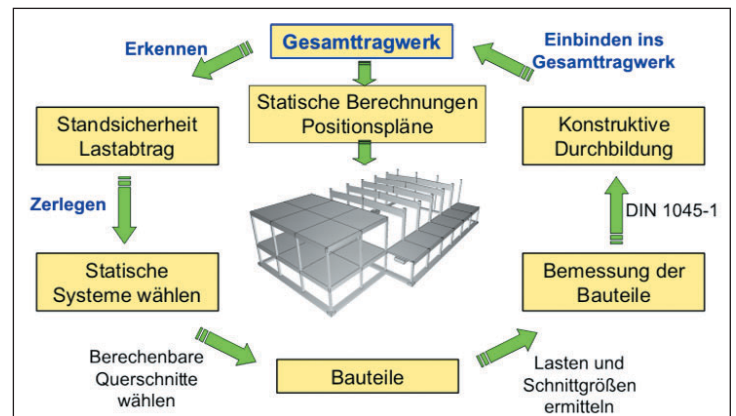 Gesamttragwerk
Erkennen
Einbinden ins
Gesamttragwerk
Statische Berechnungen
Positionspläne
Standsicherheit
Lastabtrag
Konstruktive
Durchbildung
Zerlegen
DIN 1045-1
Statische
Systeme wählen
Bemessung der
Bauteile
Berechenbare
Querschnitte
wählen
Bauteile
Lasten und
Schnittgrößen
ermitteln